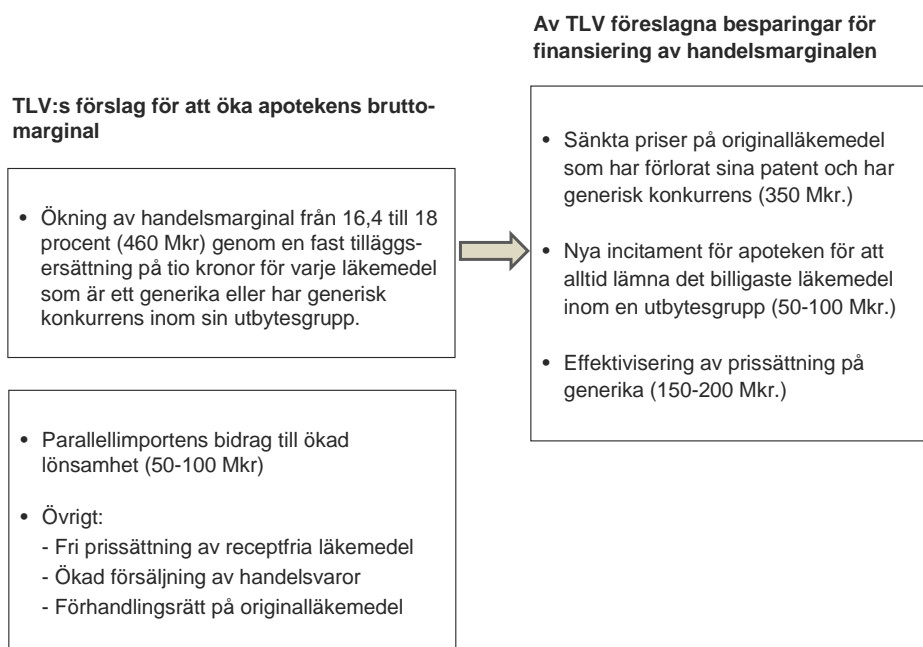 TLV:s förslag för att öka apotekens brutto-
marginal
• Ökning av handelsmarginal från 16,4 till 18
procent (460 Mkr) genom en fast tilläggs-
ersättning på tio kronor för varje läkemedel
som är ett generika eller har generisk
konkurrens inom sin utbytesgrupp.
• Parallellimportens bidrag till ökad
lönsamhet (50-100 Mkr)
• Övrigt:
- Fri prissättning av receptfria läkemedel
- Ökad försäljning av handelsvaror
- Förhandlingsrätt på originalläkemedel
Av TLV föreslagna besparingar för
finansiering av handelsmarginalen
• Sänkta priser på originalläkemedel
som har förlorat sina patent och har
generisk konkurrens (350 Mkr.)
• Nya incitament för apoteken för att
alltid lämna det billigaste läkemedel
inom en utbytesgrupp (50-100 Mkr.)
• Effektivisering av prissättning på
generika (150-200 Mkr.)